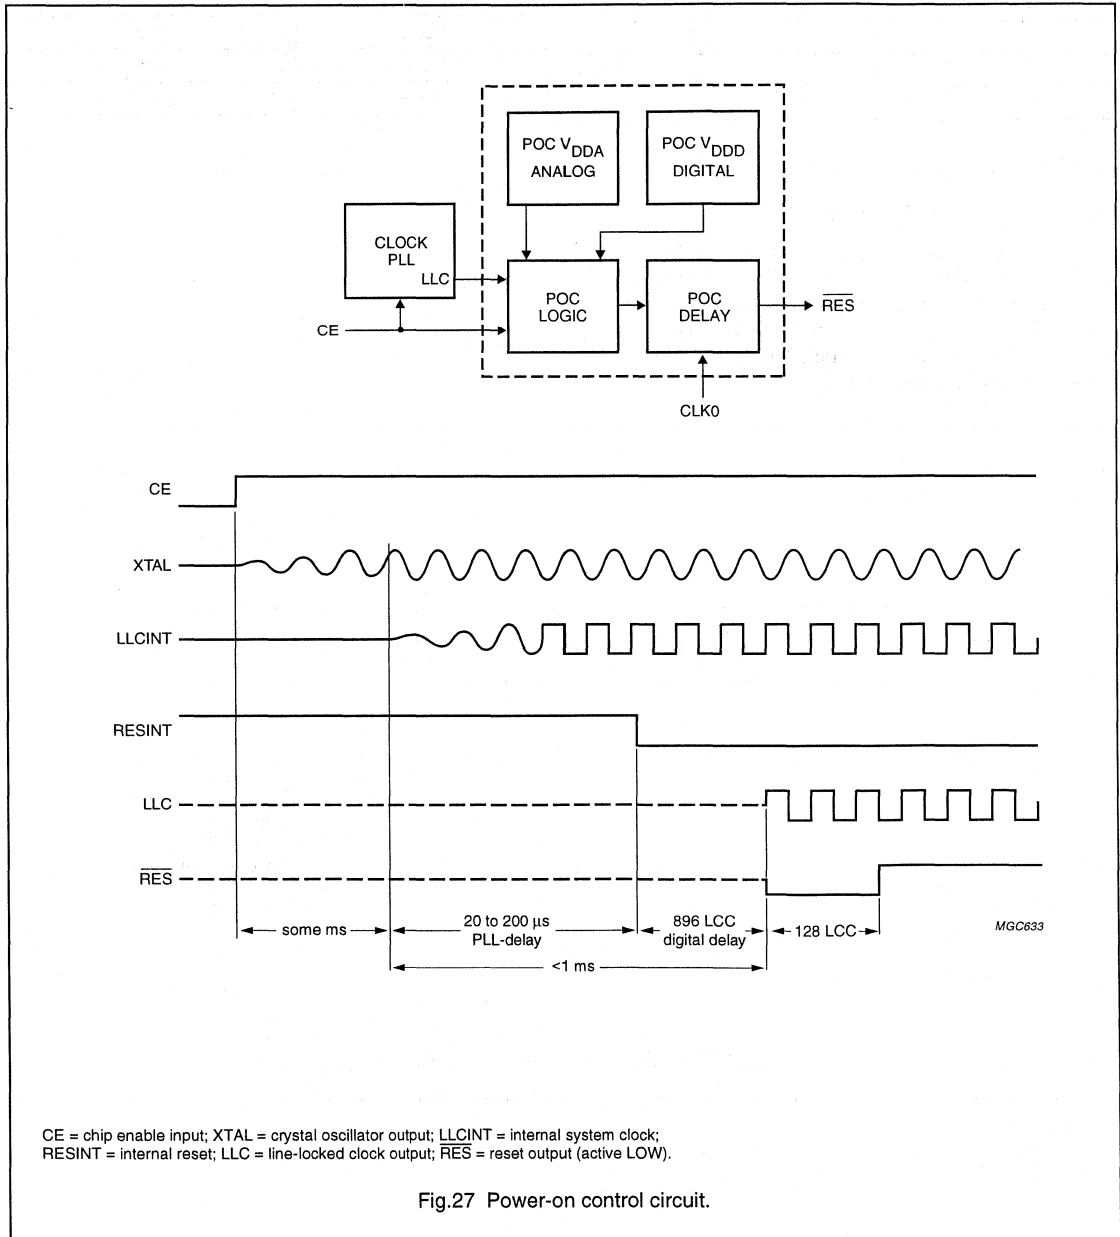 POC VDDA
ANALOG
POC VDDD
DIGITAL
CLOCK
PLL
LLC
POC
LOGIC
POC
DELAY
RES
CE
CLK0
CE
XTAL
LLCINT
RESINT
LLC
RES
some ms
20 to 200 µs
PLL-delay
896 LCC
digital delay
128 LCC
<1 ms
MGC633
CE = chip enable input; XTAL = crystal oscillator output; LLCINT = internal system clock;
RESINT = internal reset; LLC = line-locked clock output; RES = reset output (active LOW).
Fig.27 Power-on control circuit.